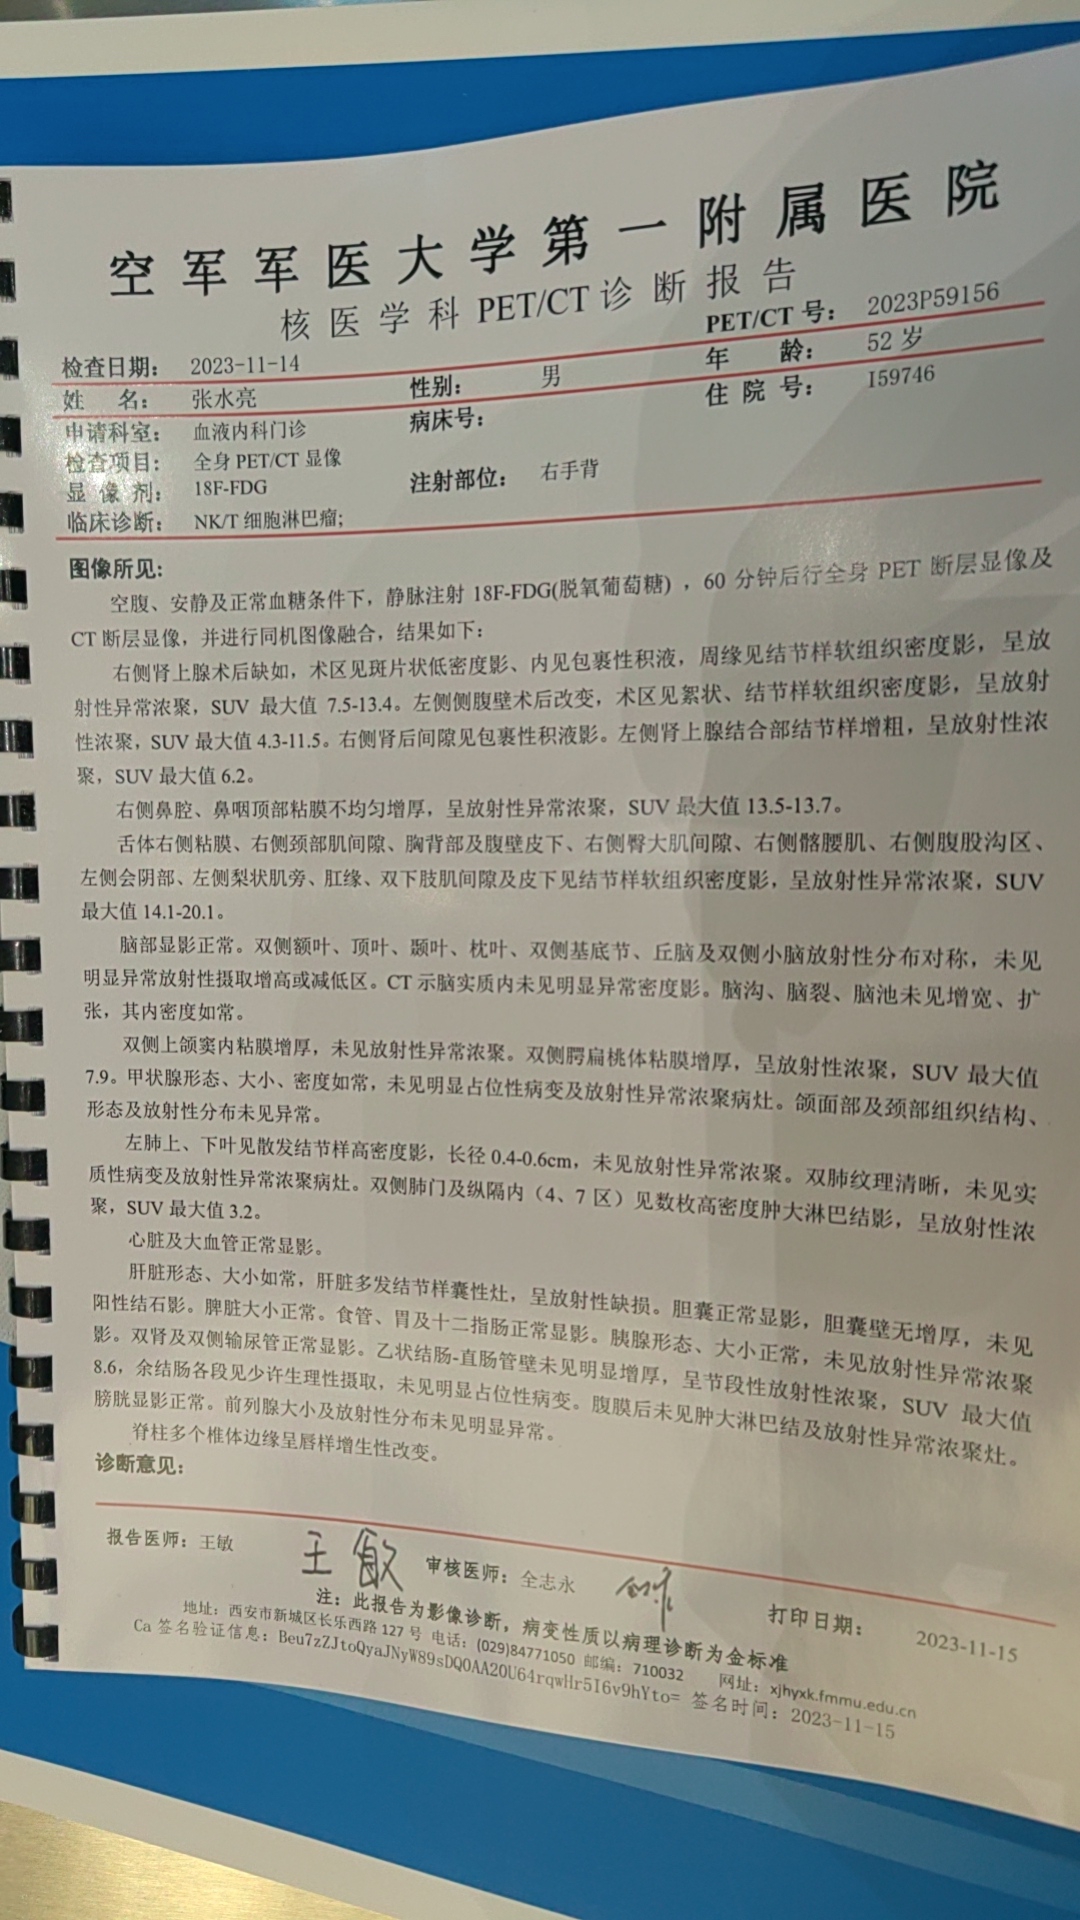 空军军医大学第一附属医院
核医学科 PET/CT 诊断报告
PET/CT 号： 2023P59156
检查日期： 2023-11-14
年 龄： 52 岁
姓 名： 张水亮 性别： 男
住 院 号： I59746
申请科室： 血液内科门诊 病床号：
检查项目： 全身 PET/CT 显像
显 像 剂： 18F-FDG 注射部位： 右手背
临床诊断： NK/T 细胞淋巴瘤;
图像所见:
空腹、安静及正常血糖条件下，静脉注射 18F-FDG(脱氧葡萄糖) ，60 分钟后行全身 PET 断层显像及
CT 断层显像，并进行同机图像融合，结果如下：
右侧肾上腺术后缺如，术区见斑片状低密度影、内见包裹性积液，周缘见结节样软组织密度影，呈放
射性异常浓聚，SUV 最大值 7.5-13.4。左侧侧腹壁术后改变，术区见絮状、结节样软组织密度影，呈放射
性浓聚，SUV 最大值 4.3-11.5。右侧肾后间隙见包裹性积液影。左侧肾上腺结合部结节样增粗，呈放射性浓
聚，SUV 最大值 6.2。
右侧鼻腔、鼻咽顶部粘膜不均匀增厚，呈放射性异常浓聚，SUV 最大值 13.5-13.7。
舌体右侧粘膜、右侧颈部肌间隙、胸背部及腹壁皮下、右侧臀大肌间隙、右侧髂腰肌、右侧腹股沟区、
左侧会阴部、左侧梨状肌旁、肛缘、双下肢肌间隙及皮下见结节样软组织密度影，呈放射性异常浓聚，SUV
最大值 14.1-20.1。
脑部显影正常。双侧额叶、顶叶、颞叶、枕叶、双侧基底节、丘脑及双侧小脑放射性分布对称，未见
明显异常放射性摄取增高或减低区。CT 示脑实质内未见明显异常密度影。脑沟、脑裂、脑池未见增宽、扩
张，其内密度如常。
双侧上颌窦内粘膜增厚，未见放射性异常浓聚。双侧腭扁桃体粘膜增厚，呈放射性浓聚，SUV 最大值
7.9。甲状腺形态、大小、密度如常，未见明显占位性病变及放射性异常浓聚病灶。颌面部及颈部组织结构、
形态及放射性分布未见异常。
左肺上、下叶见散发结节样高密度影，长径 0.4-0.6cm，未见放射性异常浓聚。双肺纹理清晰，未见实
质性病变及放射性异常浓聚病灶。双侧肺门及纵隔内（4、7 区）见数枚高密度肿大淋巴结影，呈放射性浓
聚，SUV 最大值 3.2。
心脏及大血管正常显影。
肝脏形态、大小如常，肝脏多发结节样囊性灶，呈放射性缺损。胆囊正常显影，胆囊壁无增厚，未见
阳性结石影。脾脏大小正常。食管、胃及十二指肠正常显影。胰腺形态、大小正常，未见放射性异常浓聚
影。双肾及双侧输尿管正常显影。乙状结肠-直肠管壁未见明显增厚，呈节段性放射性浓聚，SUV 最大值
8.6，余结肠各段见少许生理性摄取，未见明显占位性病变。腹膜后未见肿大淋巴结及放射性异常浓聚灶。
膀胱显影正常。前列腺大小及放射性分布未见明显异常。
脊柱多个椎体边缘呈唇样增生性改变。
诊断意见:
报告医师：王敏 王敏 审核医师：全志永 打印日期： 2023-11-15
注：此报告为影像诊断，病变性质以病理诊断为金标准
地址：西安市新城区长乐西路 127 号 电话：(029)84771050 邮编：710032 网址：xjhyxk.fmmu.edu.cn
Ca 签名验证信息：Beu7zZJtoQyaJNyW89sDQ0AA20U64rqwHr5I6v9hYto= 签名时间：2023-11-15